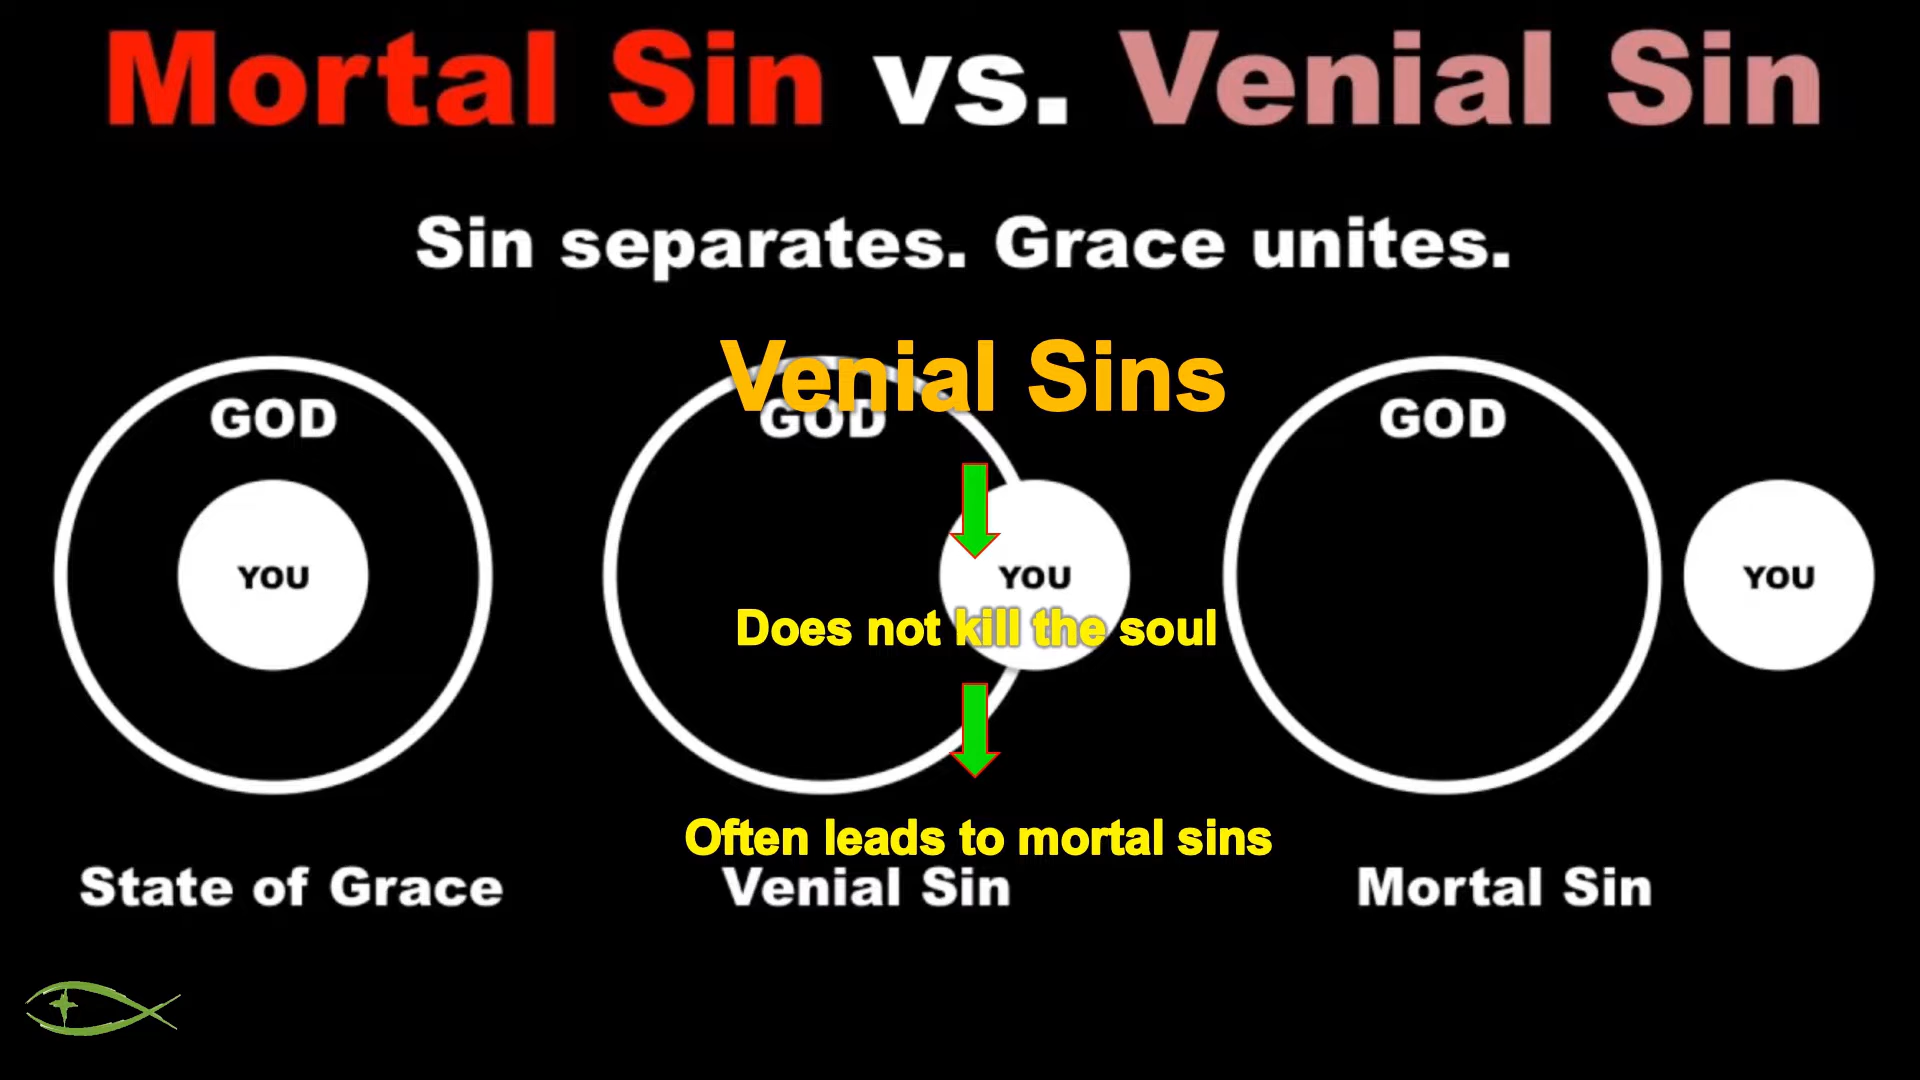 Mortal Sin vs. Venial Sin
Sin separates. Grace unites.
Venial Sins
GOD
GOD
GOD
YOU
YOU
YOU
Does not kill the soul
Often leads to mortal sins
State of Grace
Venial Sin
Mortal Sin